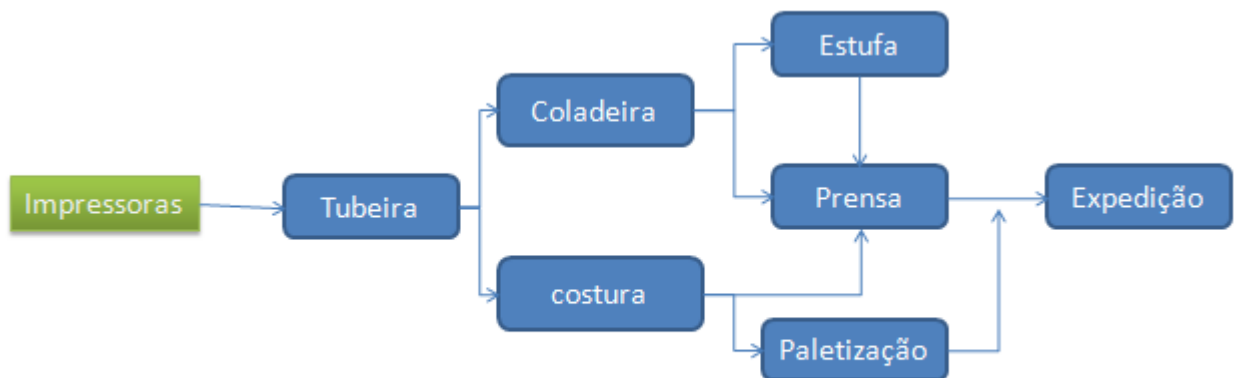 Estufa
Coladeira
Impressoras
Tubeira
Prensa
Expedição
costura
Paletização